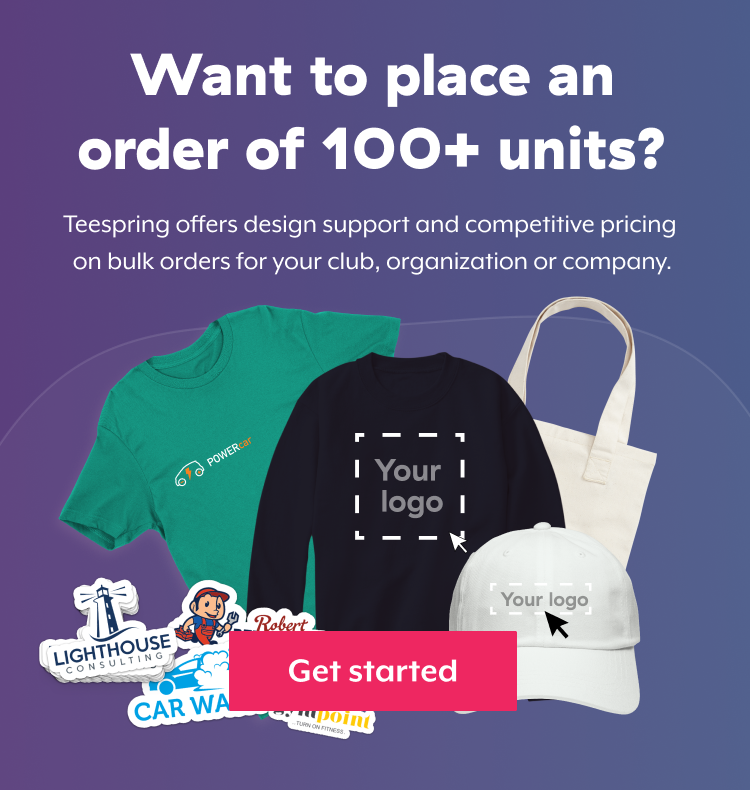 Want to place an
order of 100+ units?
Teespring offers design support and competitive pricing
on bulk orders for your club, organization or company.
POWERcar
Your
logo
Your logo
LIGHTHOUSE
CONSULTING
Robert
CAR WA
Get started
point
TURN ON FITNESS